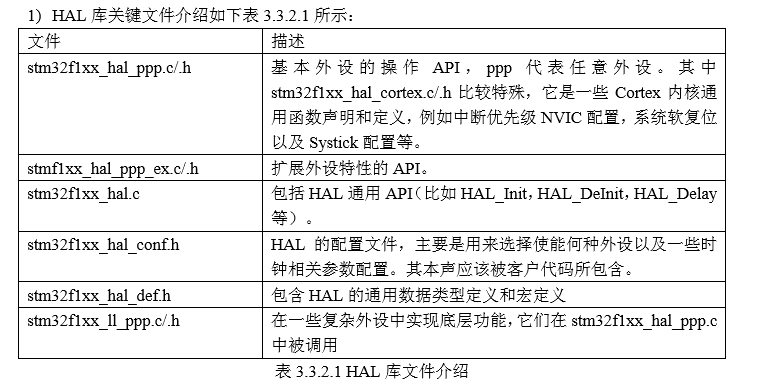 1) HAL 库关键文件介绍如下表 3.3.2.1 所示：
文件 描述
stm32f1xx_hal_ppp.c/.h 基本外设的操作 API，ppp 代表任意外设。其中
stm32f1xx_hal_cortex.c/.h 比较特殊，它是一些 Cortex 内核通
用函数声明和定义，例如中断优先级 NVIC 配置，系统软复位
以及 Systick 配置等。
stmf1xx_hal_ppp_ex.c/.h 扩展外设特性的 API。
stm32f1xx_hal.c 包括 HAL 通用 API（比如 HAL_Init，HAL_DeInit，HAL_Delay
等）。
stm32f1xx_hal_conf.h HAL 的配置文件，主要是用来选择使能何种外设以及一些时
钟相关参数配置。其本声应该被客户代码所包含。
stm32f1xx_hal_def.h 包含 HAL 的通用数据类型定义和宏定义
stm32f1xx_ll_ppp.c/.h 在一些复杂外设中实现底层功能，它们在 stm32f1xx_hal_ppp.c
中被调用
表 3.3.2.1 HAL 库文件介绍